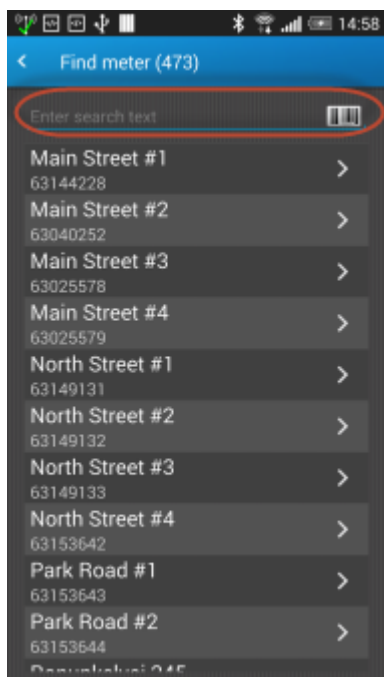 14:58
Find meter (473)
Enter search text
Main Street #1
63144228
Main Street #2
63040252
Main Street #3
63025578
Main Street #4
63025579
North Street #1
63149131
North Street #2
63149132
North Street #3
63149133
North Street #4
63153642
Park Road #1
63153643
Park Road #2
63153644